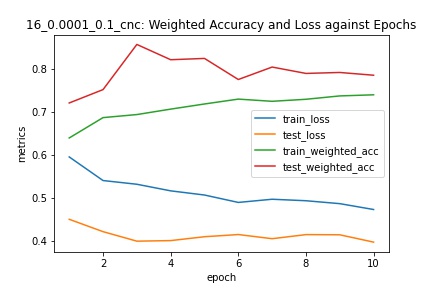 16_0.0001_0.1_cnc: Weighted Accuracy and Loss against Epochs
metrics
0.8
0.7
0.6
0.5
0.4
train_loss
test_loss
train_weighted_acc
test_weighted_acc
2 4 6 8 10
epoch